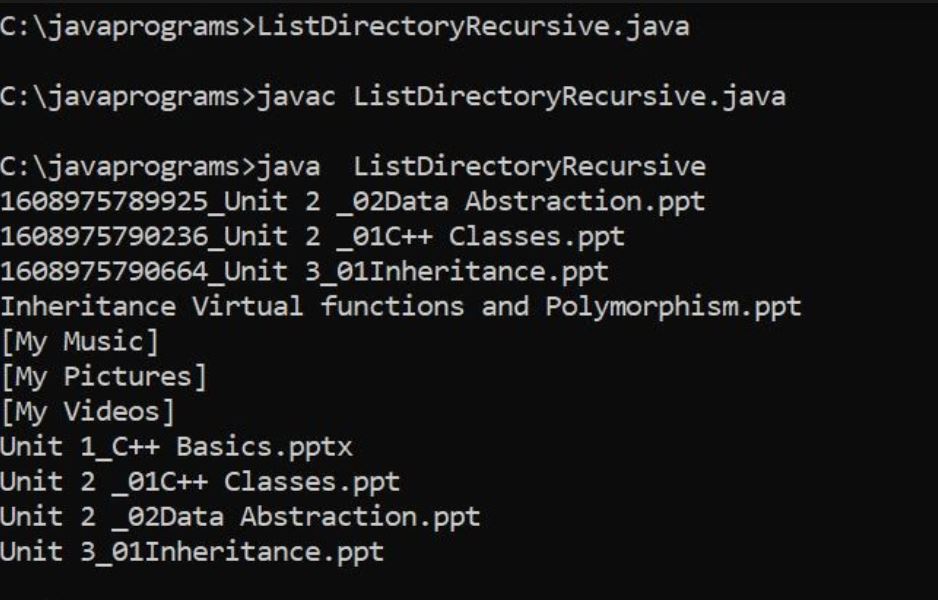 C:\javaprograms>ListDirectoryRecursive.java
C:\javaprograms>javac ListDirectoryRecursive.java
C:\javaprograms>java  ListDirectoryRecursive
1608975789925_Unit 2 _02Data Abstraction.ppt
1608975790236_Unit 2 _01C++ Classes.ppt
1608975790664_Unit 3_01Inheritance.ppt
Inheritance Virtual functions and Polymorphism.ppt
[My Music]
[My Pictures]
[My Videos]
Unit 1_C++ Basics.pptx
Unit 2 _01C++ Classes.ppt
Unit 2 _02Data Abstraction.ppt
Unit 3_01Inheritance.ppt